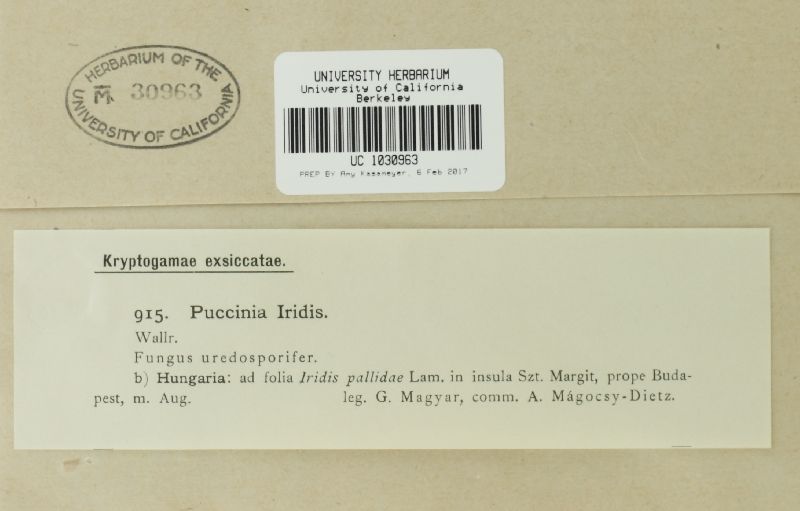 HERBARIUM OF THE
M. 30963
UNIVERSITY OF CALIFORNIA
UNIVERSITY HERBARIUM
University of California
Berkeley
UC 1030963
PREP BY Amy Kasameyer, 6 Feb 2017
Kryptogamae exsiccatae.
915. Puccinia Iridis.
Wallr.
Fungus uredosporifer.
b) Hungaria: ad folia Iridis pallidae Lam. in insula Szt. Margit, prope Buda-
pest, m. Aug. leg. G. Magyar, comm. A. Mágocsy-Dietz.